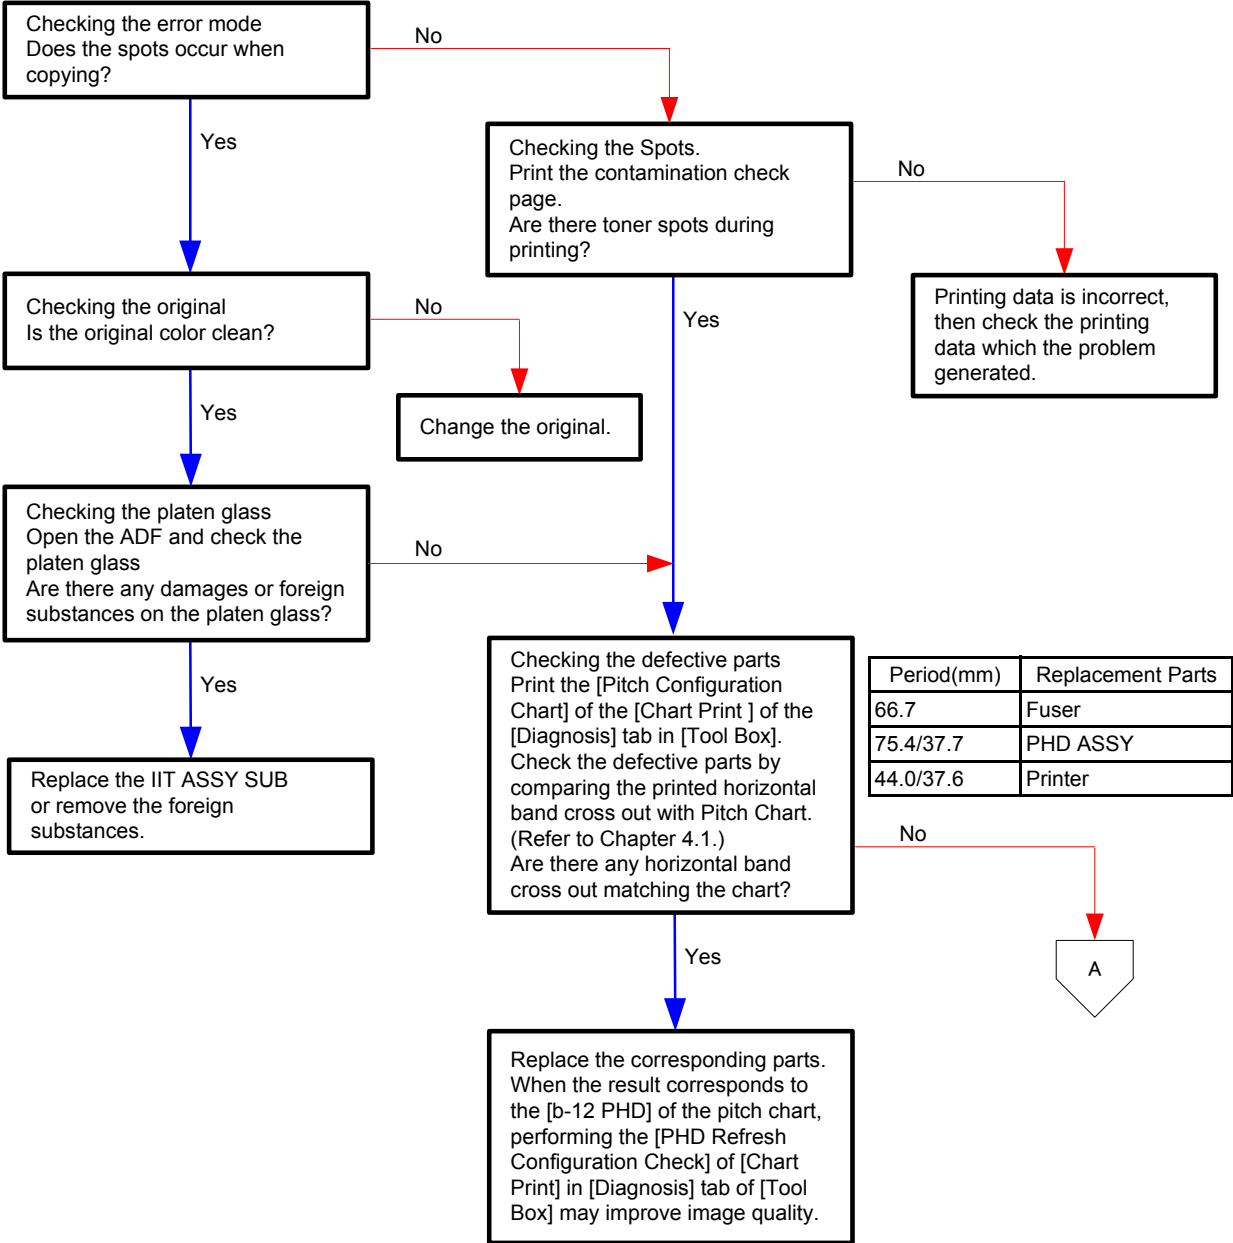 Checking the error mode
Does the spots occur when
copying?
No
Yes
Checking the Spots.
Print the contamination check
page.
Are there toner spots during
printing?
No
Yes
Printing data is incorrect,
then check the printing
data which the problem
generated.
Checking the original
Is the original color clean?
No
Yes
Change the original.
Checking the platen glass
Open the ADF and check the
platen glass
Are there any damages or foreign
substances on the platen glass?
No
Yes
Replace the IIT ASSY SUB
or remove the foreign
substances.
Checking the defective parts
Print the [Pitch Configuration
Chart] of the [Chart Print ] of the
[Diagnosis] tab in [Tool Box].
Check the defective parts by
comparing the printed horizontal
band cross out with Pitch Chart.
(Refer to Chapter 4.1.)
Are there any horizontal band
cross out matching the chart?
Period(mm) Replacement Parts
66.7 Fuser
75.4/37.7 PHD ASSY
44.0/37.6 Printer
No
A
Yes
Replace the corresponding parts.
When the result corresponds to
the [b-12 PHD] of the pitch chart,
performing the [PHD Refresh
Configuration Check] of [Chart
Print] in [Diagnosis] tab of [Tool
Box] may improve image quality.